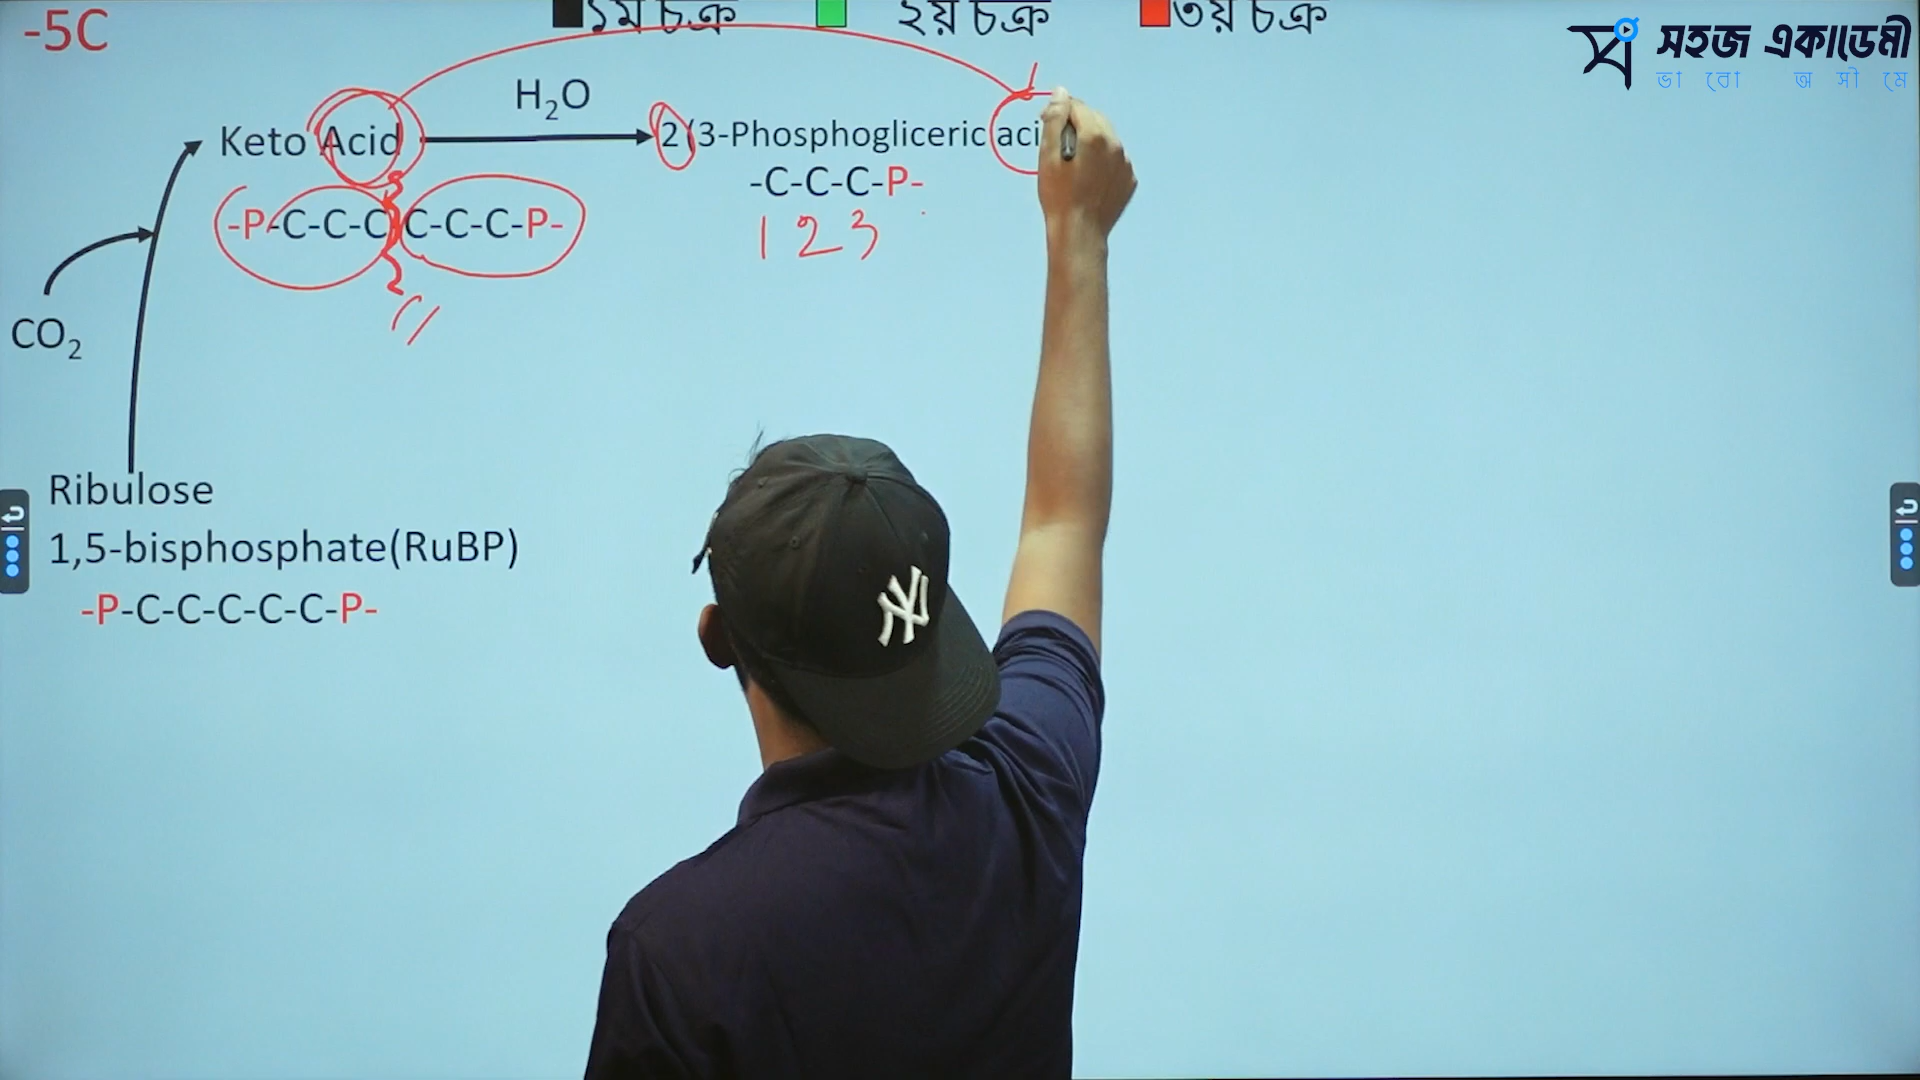 -5C
১ম চক্র
২য় চক্র
৩য় চক্র
সহজ একাডেমী
ভাবো অসীমে
H2O
Keto Acid
2(3-Phosphogliceric aci
-C-C-C-P-
-P-C-C-C C-C-C-P-
1 2 3
CO2
Ribulose
1,5-bisphosphate(RuBP)
-P-C-C-C-C-C-P-
NY